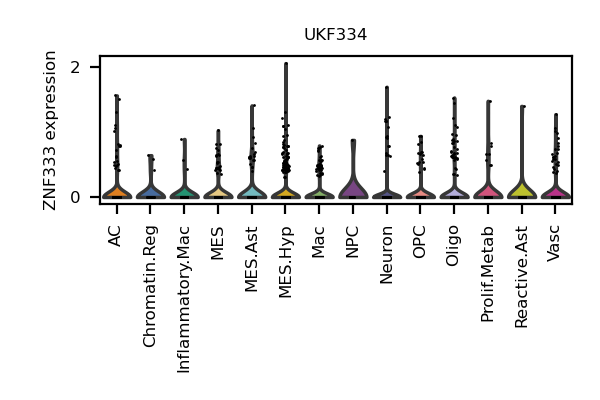 UKF334
ZNF333 expression
2
0
AC
Chromatin.Reg
Inflammatory.Mac
MES
MES.Ast
MES.Hyp
Mac
NPC
Neuron
OPC
Oligo
Prolif.Metab
Reactive.Ast
Vasc